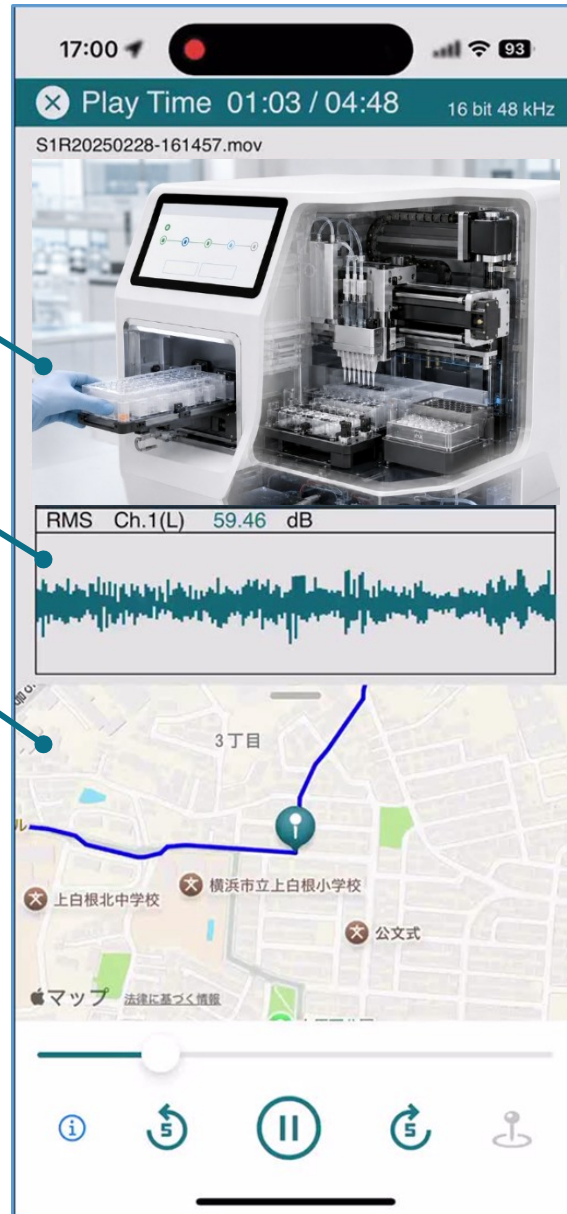 17:00
93
Play Time 01:03 / 04:48 16 bit 48 kHz
S1R20250228-161457.mov
RMS Ch.1(L) 59.46 dB
3丁目
ル
横浜市立上白根小学校
上白根北中学校
公文式
マップ 法律に基づく情報
5
5